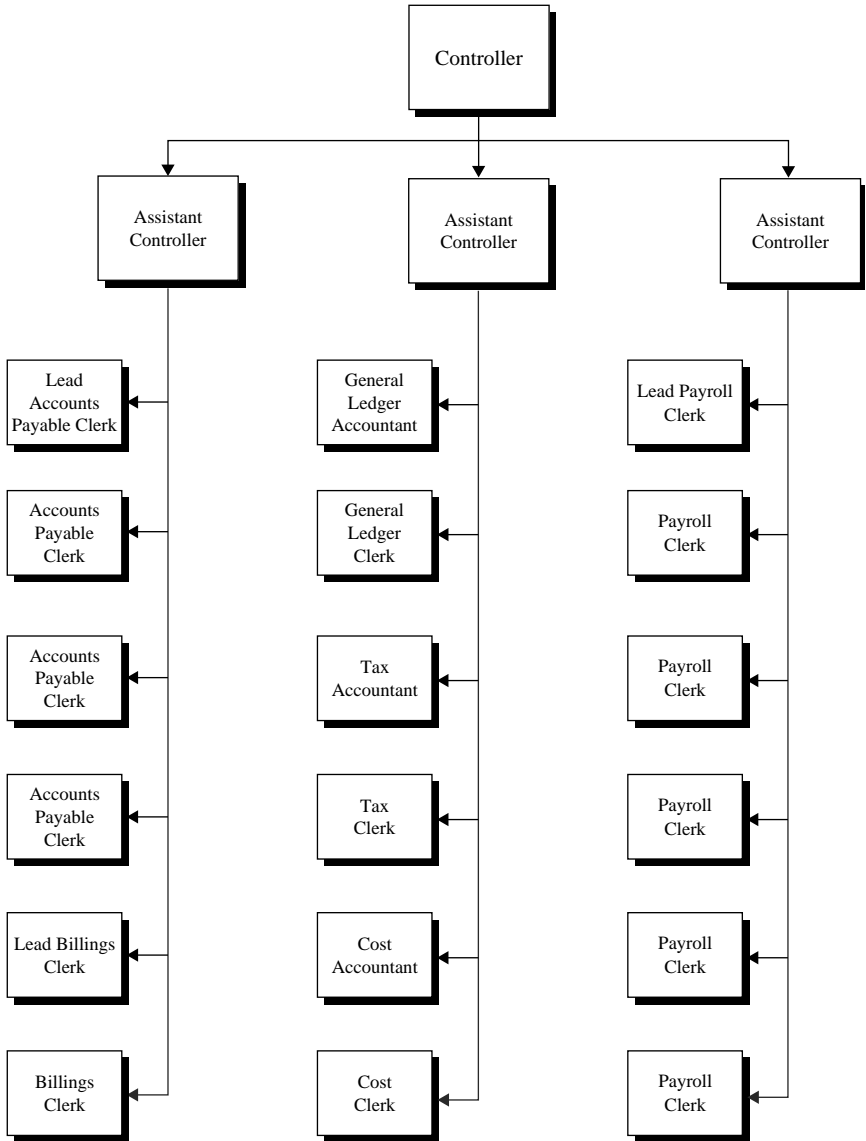 Controller
Assistant
Controller
Assistant
Controller
Assistant
Controller
Lead
Accounts
Payable Clerk
Accounts
Payable
Clerk
Accounts
Payable
Clerk
Accounts
Payable
Clerk
Lead Billings
Clerk
Billings
Clerk
General
Ledger
Accountant
General
Ledger
Clerk
Tax
Accountant
Tax
Clerk
Cost
Accountant
Cost
Clerk
Lead Payroll
Clerk
Payroll
Clerk
Payroll
Clerk
Payroll
Clerk
Payroll
Clerk
Payroll
Clerk